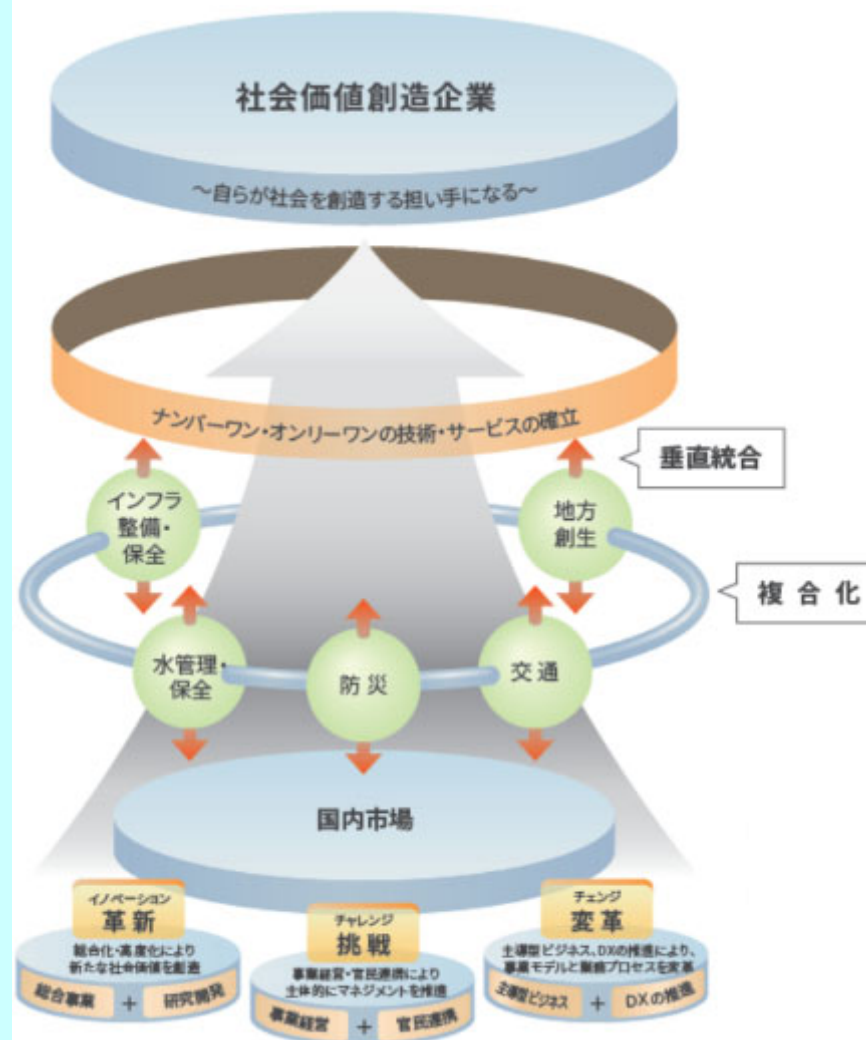 社会価値創造企業
～自らが社会を創造する担い手になる～
ナンバーワン・オンリーワンの技術・サービスの確立
垂直統合
インフラ
整備・
保全
地方
創生
複合化
水管理・
保全
防災
交通
国内市場
イノベーション
革新
総合化・高度化により
新たな社会価値を創造
総合事業
+
研究開発
チャレンジ
挑戦
事業経営・官民連携により
主体的にマネジメントを推進
事業経営
+
官民連携
チェンジ
変革
主導型ビジネス、DXの推進により、
事業モデルと業務プロセスを変革
主導型ビジネス
+
DXの推進